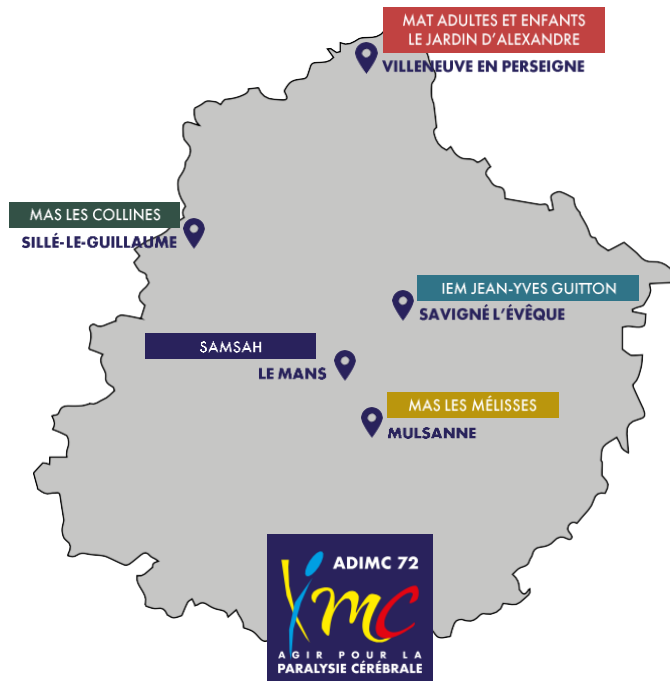 MAT ADULTES ET ENFANTS
LE JARDIN D'ALEXANDRE
VILLENEUVE EN PERSEIGNE
MAS LES COLLINES
SILLÉ-LE-GUILLAUME
IEM JEAN-YVES GUITTON
SAVIGNÉ L'ÉVÊQUE
SAMSAH
LE MANS
MAS LES MÉLISSES
MULSANNE
ADIMC 72
imc
AGIR POUR LA
PARALYSIE CÉRÉBRALE